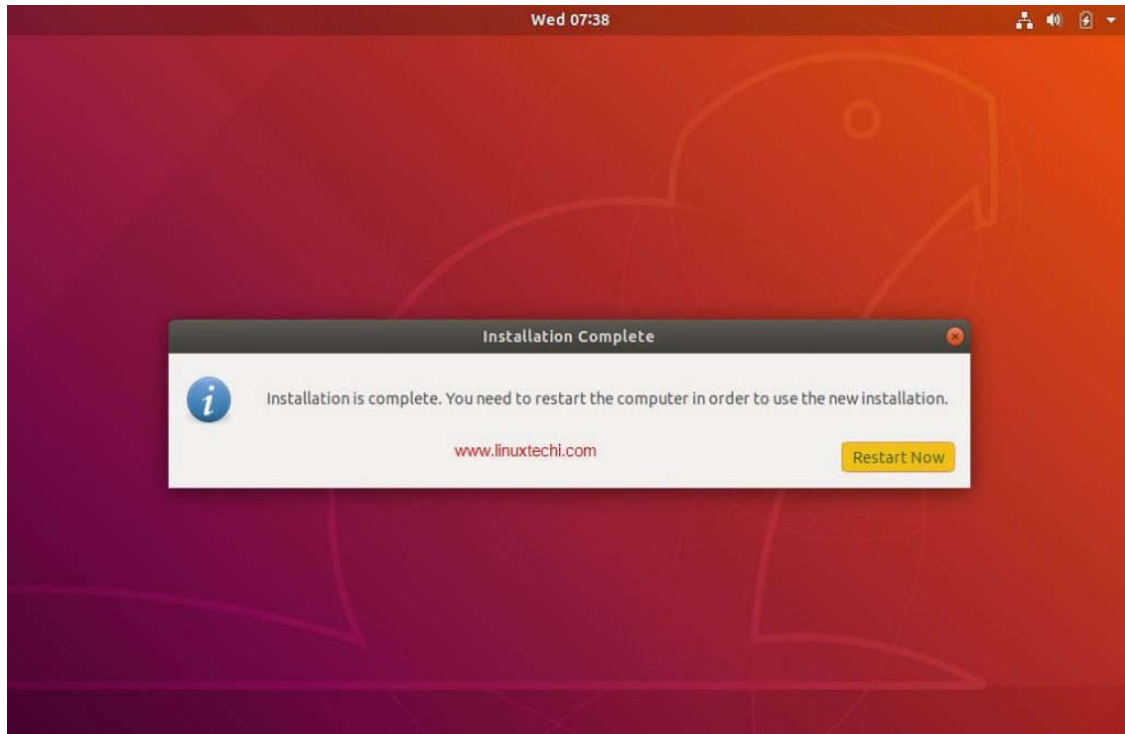 Wed 07:38
Installation Complete
Installation is complete. You need to restart the computer in order to use the new installation.
www.linuxtechi.com
Restart Now